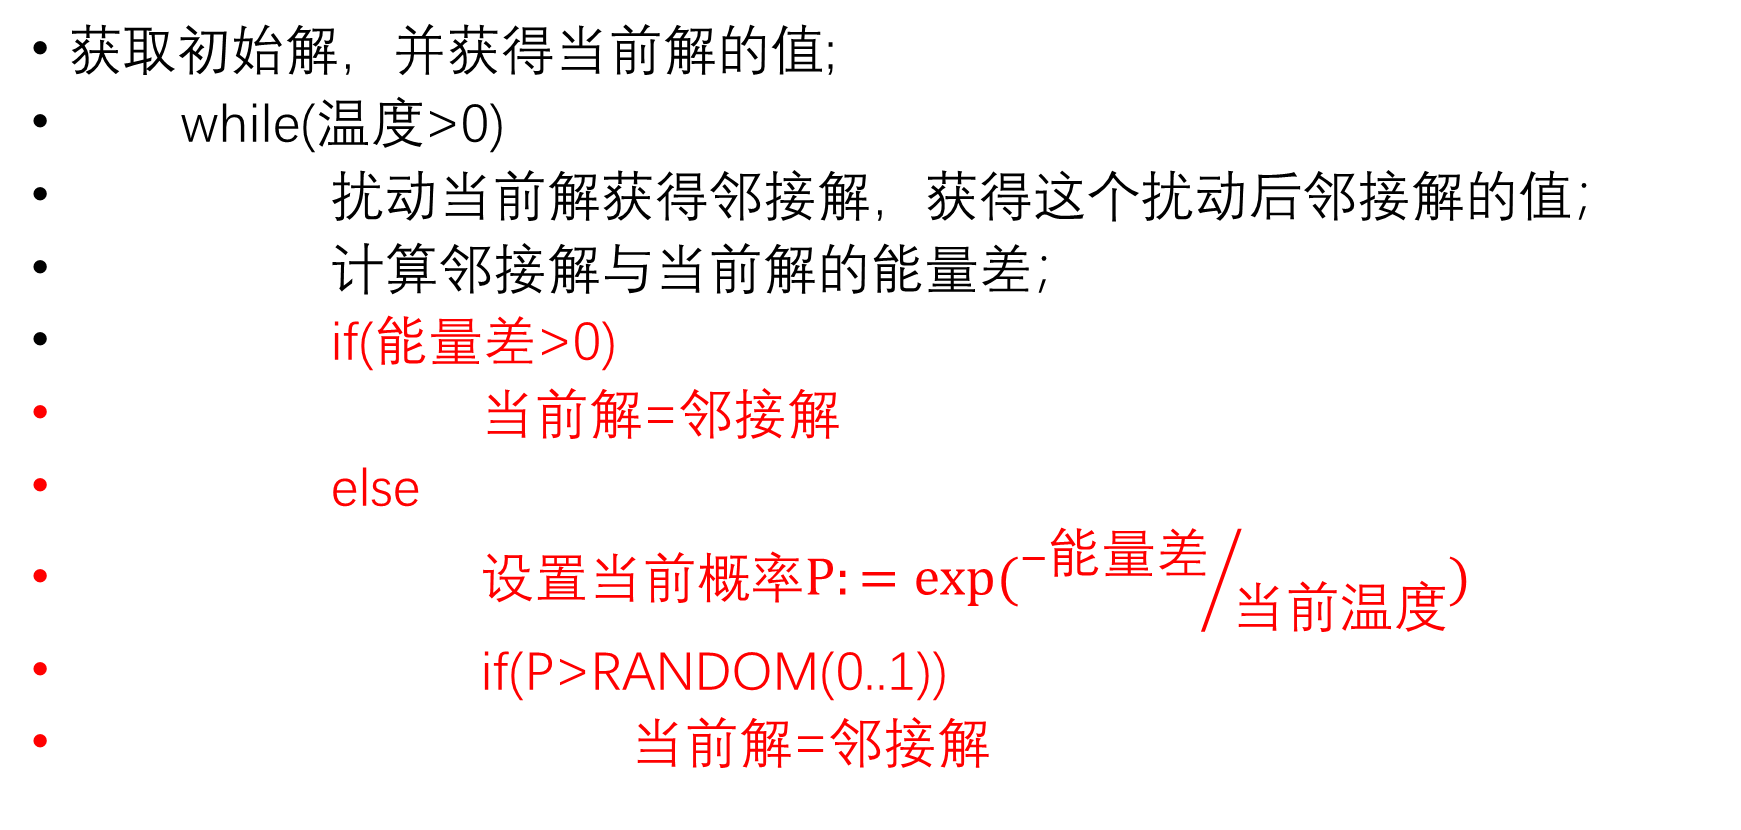 • 获取初始解，并获得当前解的值;
• while(温度>0)
• 扰动当前解获得邻接解，获得这个扰动后邻接解的值;
• 计算邻接解与当前解的能量差;
• if(能量差>0)
• 当前解=邻接解
• else
• 设置当前概率P:=exp(−能量差/当前温度)
• if(P>RANDOM(0..1))
• 当前解=邻接解